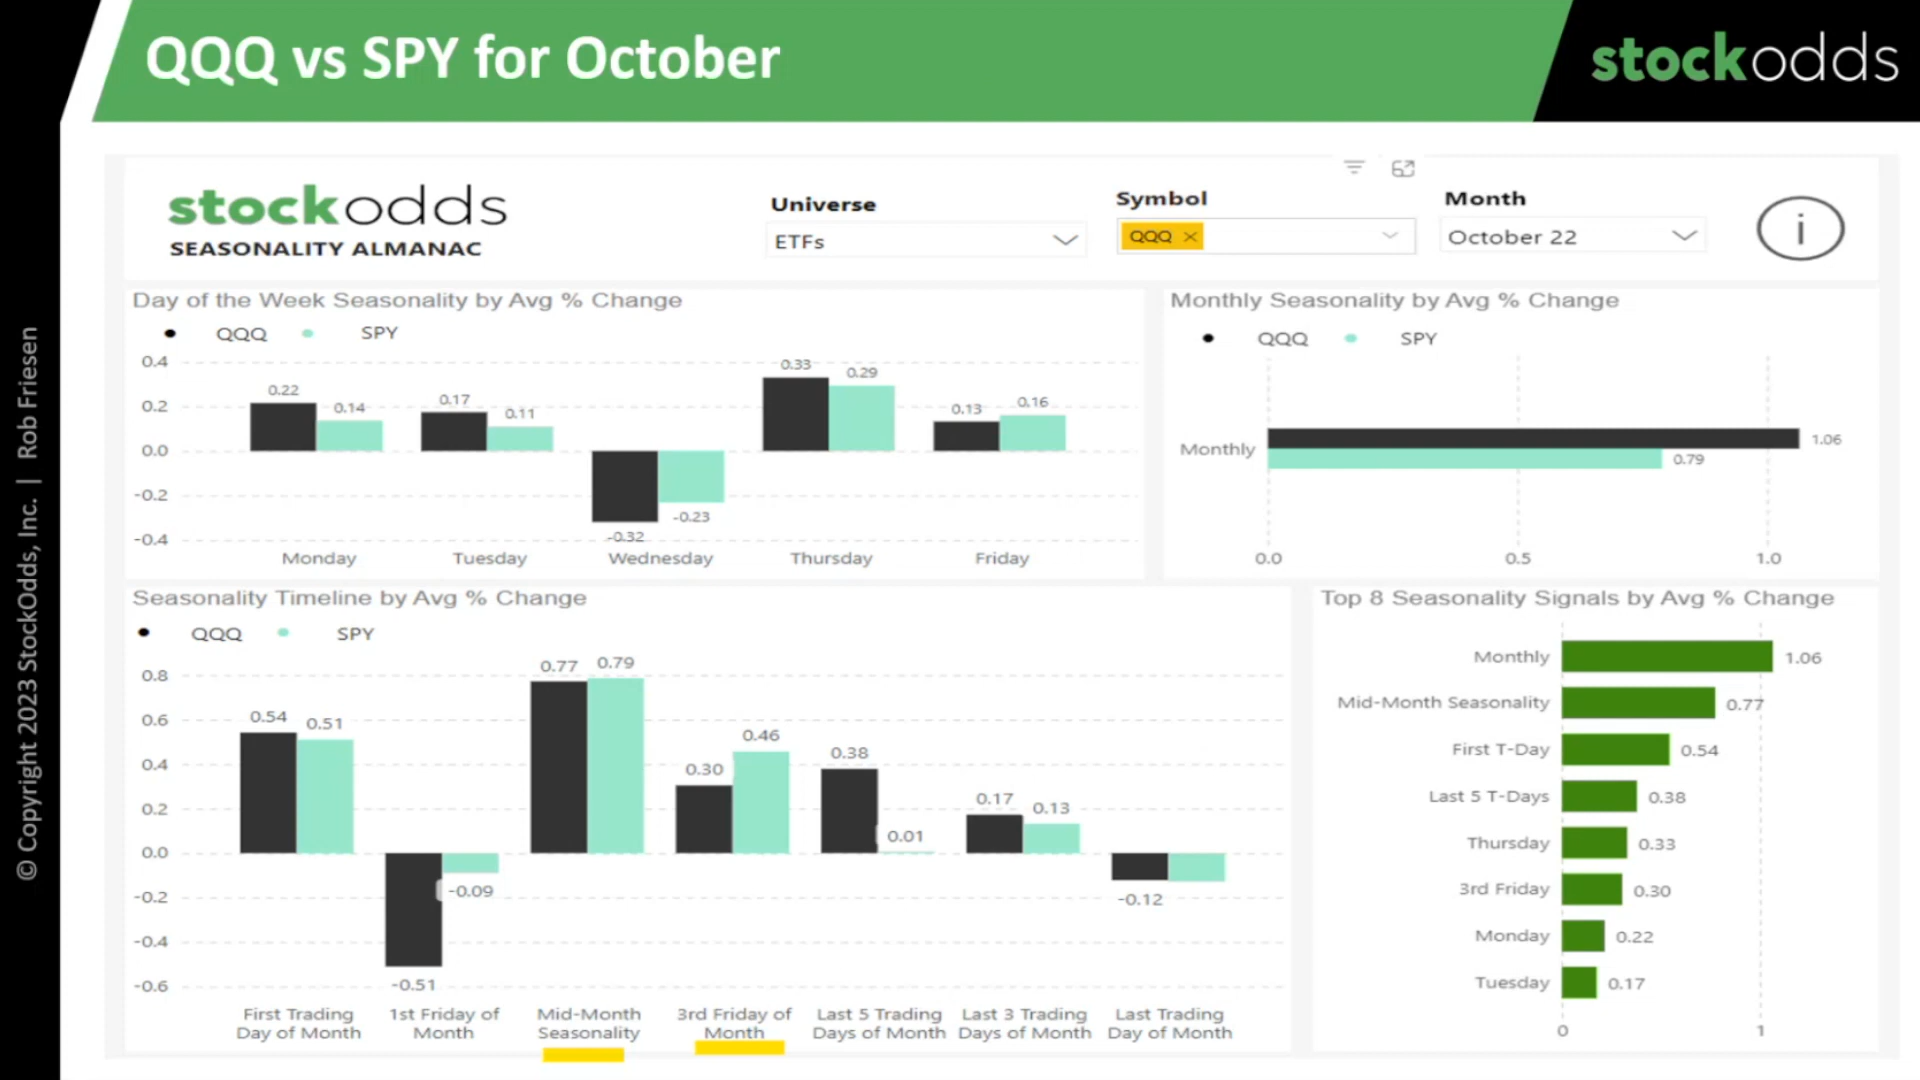 QQQ vs SPY for October
stockodds
© Copyright 2023 StockOdds, Inc. | Rob Friesen
stockodds
SEASONALITY ALMANAC
Universe
ETFs
Symbol
QQQ ×
Month
October 22
i
Day of the Week Seasonality by Avg % Change
QQQ SPY
0.4
0.2
0.0
-0.2
-0.4
0.22
0.14
0.17
0.11
-0.32
-0.23
0.33
0.29
0.13
0.16
Monday Tuesday Wednesday Thursday Friday
Monthly Seasonality by Avg % Change
QQQ SPY
Monthly
1.06
0.79
0.0 0.5 1.0
Seasonality Timeline by Avg % Change
QQQ SPY
0.8
0.6
0.4
0.2
0.0
-0.2
-0.4
-0.6
0.54
0.51
-0.51
-0.09
0.77
0.79
0.30
0.46
0.38
0.01
0.17
0.13
-0.12
First Trading
Day of Month
1st Friday of
Month
Mid-Month
Seasonality
3rd Friday of
Month
Last 5 Trading
Days of Month
Last 3 Trading
Days of Month
Last Trading
Day of Month
Top 8 Seasonality Signals by Avg % Change
Monthly 1.06
Mid-Month Seasonality 0.77
First T-Day 0.54
Last 5 T-Days 0.38
Thursday 0.33
3rd Friday 0.30
Monday 0.22
Tuesday 0.17
0 1